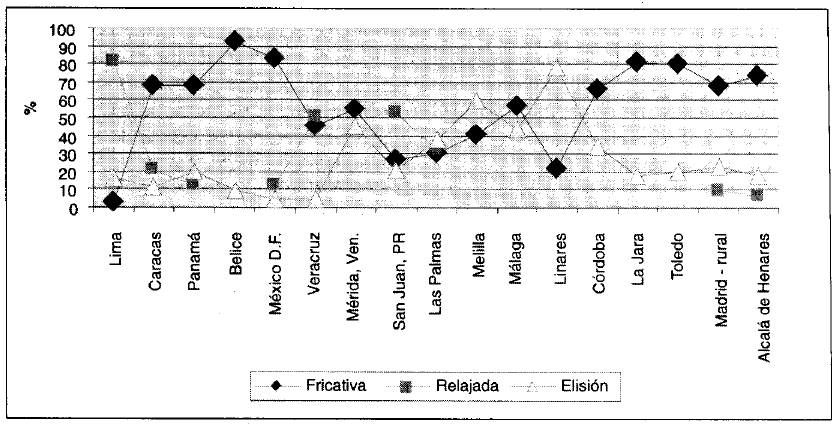 100
90
80
70
60
50
40
30
20
10
0
%
Lima
Caracas
Panamá
Belice
México D.F.
Veracruz
Mérida, Ven.
San Juan, PR
Las Palmas
Melilla
Málaga
Linares
Córdoba
La Jara
Toledo
Madrid - rural
Alcalá de Henares
Fricativa Relajada Elisión